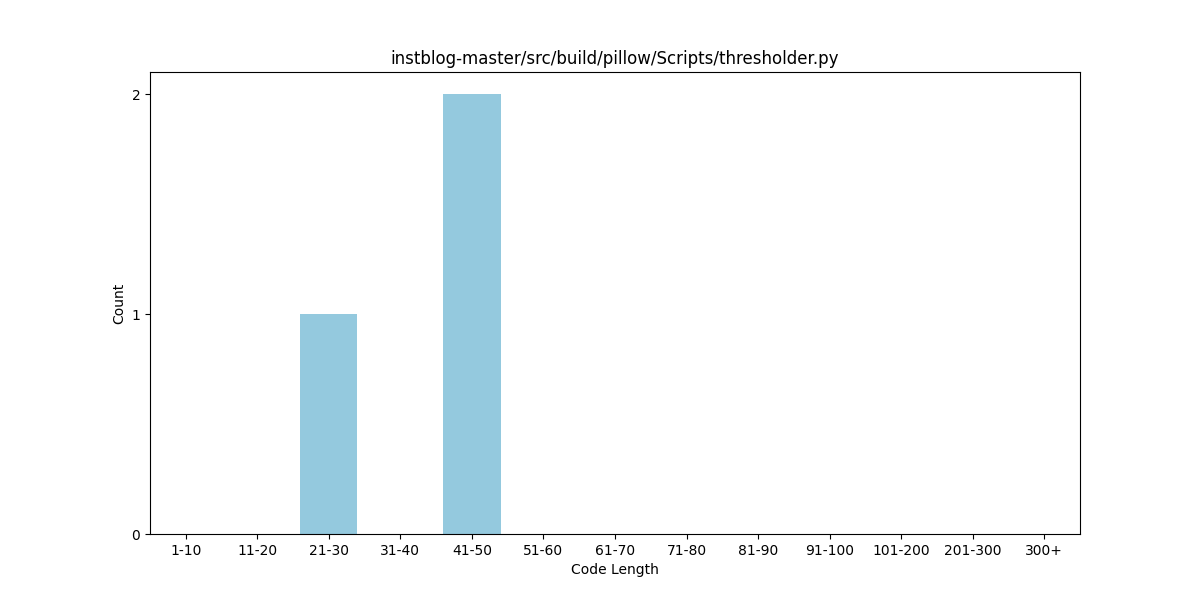 instblog-master/src/build/pillow/Scripts/thresholder.py
Count
2
1
0
1-10 11-20 21-30 31-40 41-50 51-60 61-70 71-80 81-90 91-100 101-200 201-300 300+
Code Length